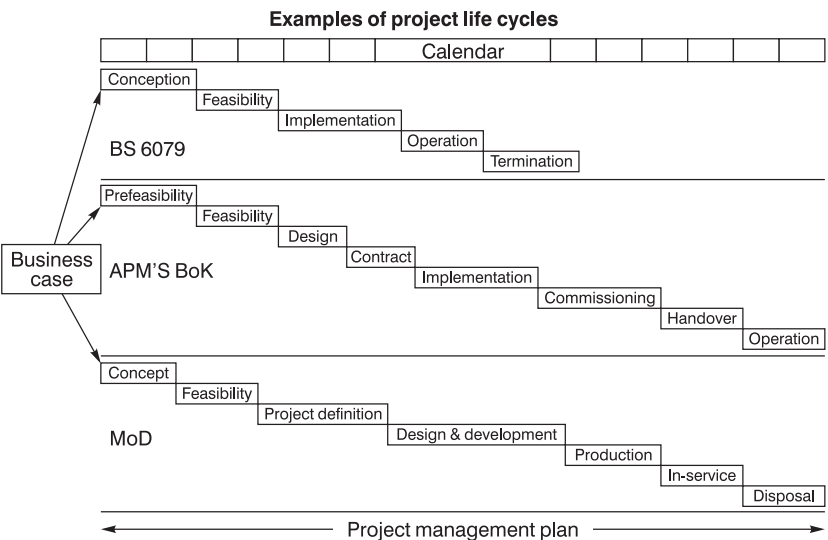 Examples of project life cycles
Calendar
Conception
Feasibility
Implementation
Operation
Termination
BS 6079
Prefeasibility
Feasibility
Design
Contract
Implementation
Commissioning
Handover
Operation
Business
case
APM'S BoK
Concept
Feasibility
Project definition
Design & development
Production
In-service
Disposal
MoD
Project management plan